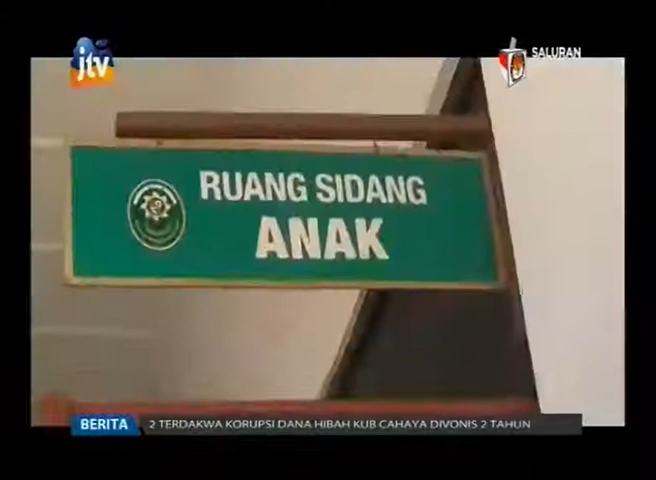 jtv
SALURAN
RUANG SIDANG
ANAK
BERITA
2 TERDAKWA KORUPSI DANA HIBAH KUB CAHAYA DIVONIS 2 TAHUN